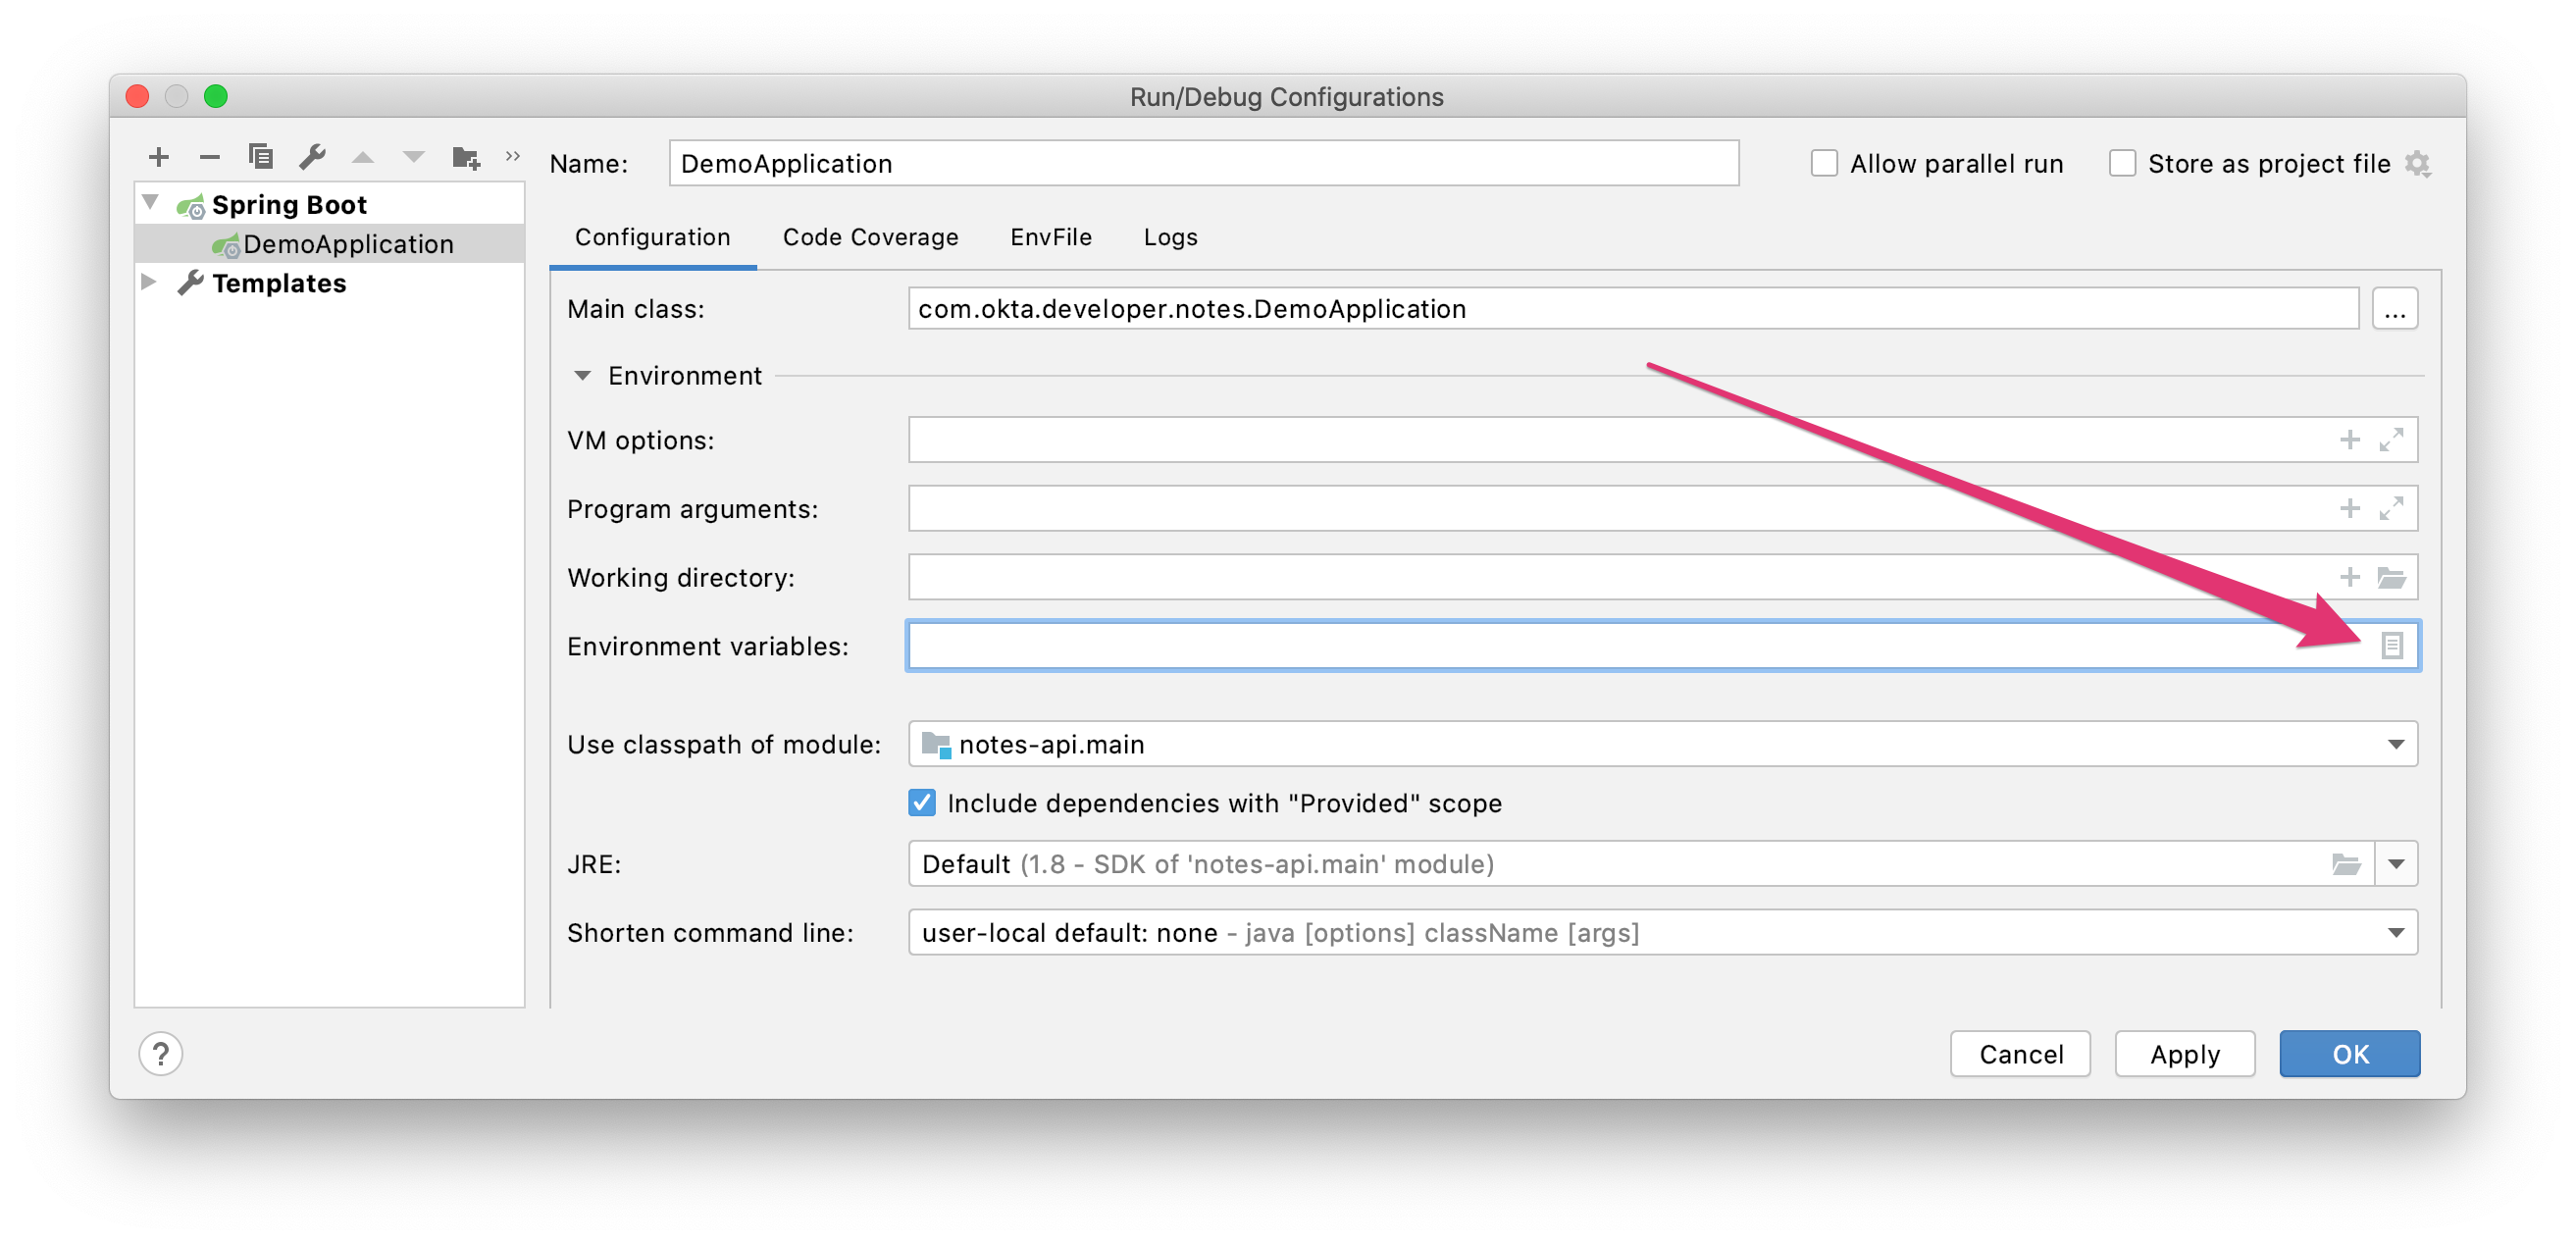 Run/Debug Configurations
Name: DemoApplication
Allow parallel run
Store as project file
Spring Boot
DemoApplication
Templates
Configuration Code Coverage EnvFile Logs
Main class: com.okta.developer.notes.DemoApplication ...
Environment
VM options:
Program arguments:
Working directory:
Environment variables:
Use classpath of module: notes-api.main
Include dependencies with "Provided" scope
JRE: Default (1.8 - SDK of 'notes-api.main' module)
Shorten command line: user-local default: none - java [options] className [args]
? Cancel Apply OK